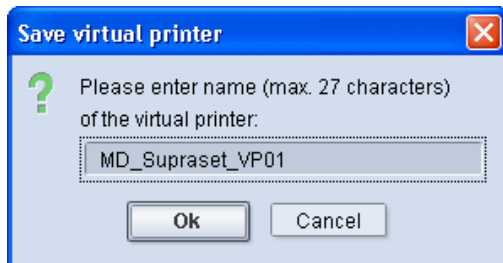 Save virtual printer
Please enter name (max. 27 characters)
of the virtual printer:
MD_Supraset_VP01
Ok
Cancel